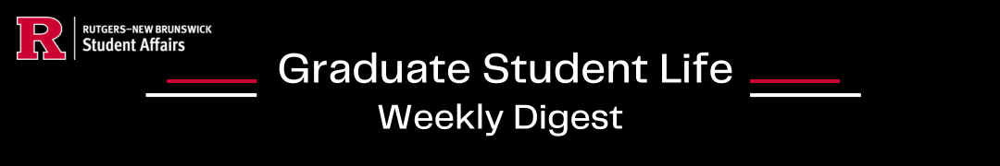 R
RUTGERS–NEW BRUNSWICK
Student Affairs
Graduate Student Life
Weekly Digest